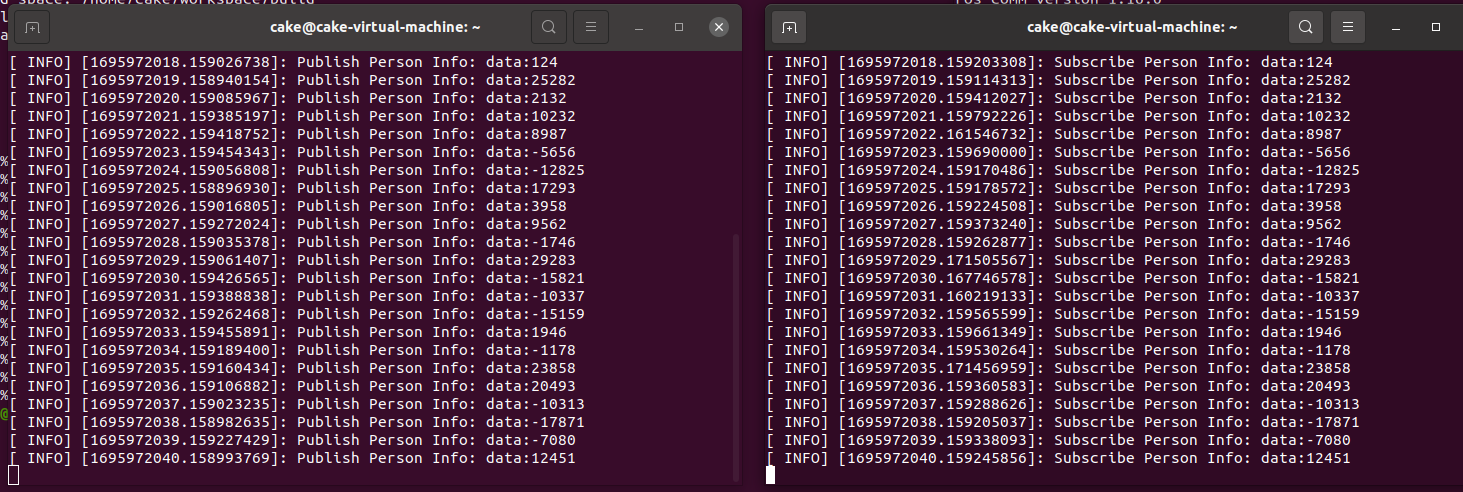 d space: /home/cake/workspace/build
cake@cake-virtual-machine: ~
[ INFO] [1695972018.159026738]: Publish Person Info: data:124
[ INFO] [1695972019.158940154]: Publish Person Info: data:25282
[ INFO] [1695972020.159085967]: Publish Person Info: data:2132
[ INFO] [1695972021.159385197]: Publish Person Info: data:10232
[ INFO] [1695972022.159418752]: Publish Person Info: data:8987
[ INFO] [1695972023.159454343]: Publish Person Info: data:-5656
[ INFO] [1695972024.159056808]: Publish Person Info: data:-12825
[ INFO] [1695972025.158896930]: Publish Person Info: data:17293
[ INFO] [1695972026.159016805]: Publish Person Info: data:3958
[ INFO] [1695972027.159272024]: Publish Person Info: data:9562
[ INFO] [1695972028.159035378]: Publish Person Info: data:-1746
[ INFO] [1695972029.159061407]: Publish Person Info: data:29283
[ INFO] [1695972030.159426565]: Publish Person Info: data:-15821
[ INFO] [1695972031.159388838]: Publish Person Info: data:-10337
[ INFO] [1695972032.159262468]: Publish Person Info: data:-15159
[ INFO] [1695972033.159455891]: Publish Person Info: data:1946
[ INFO] [1695972034.159189400]: Publish Person Info: data:-1178
[ INFO] [1695972035.159160434]: Publish Person Info: data:23858
[ INFO] [1695972036.159106882]: Publish Person Info: data:20493
[ INFO] [1695972037.159023235]: Publish Person Info: data:-10313
[ INFO] [1695972038.158982635]: Publish Person Info: data:-17871
[ INFO] [1695972039.159227429]: Publish Person Info: data:-7080
[ INFO] [1695972040.158993769]: Publish Person Info: data:12451
ros comm version 1.16.0
cake@cake-virtual-machine: ~
[ INFO] [1695972018.159203308]: Subscribe Person Info: data:124
[ INFO] [1695972019.159114313]: Subscribe Person Info: data:25282
[ INFO] [1695972020.159412027]: Subscribe Person Info: data:2132
[ INFO] [1695972021.159792226]: Subscribe Person Info: data:10232
[ INFO] [1695972022.161546732]: Subscribe Person Info: data:8987
[ INFO] [1695972023.159690000]: Subscribe Person Info: data:-5656
[ INFO] [1695972024.159170486]: Subscribe Person Info: data:-12825
[ INFO] [1695972025.159178572]: Subscribe Person Info: data:17293
[ INFO] [1695972026.159224508]: Subscribe Person Info: data:3958
[ INFO] [1695972027.159373240]: Subscribe Person Info: data:9562
[ INFO] [1695972028.159262877]: Subscribe Person Info: data:-1746
[ INFO] [1695972029.171505567]: Subscribe Person Info: data:29283
[ INFO] [1695972030.167746578]: Subscribe Person Info: data:-15821
[ INFO] [1695972031.160219133]: Subscribe Person Info: data:-10337
[ INFO] [1695972032.159565599]: Subscribe Person Info: data:-15159
[ INFO] [1695972033.159661349]: Subscribe Person Info: data:1946
[ INFO] [1695972034.159530264]: Subscribe Person Info: data:-1178
[ INFO] [1695972035.171456959]: Subscribe Person Info: data:23858
[ INFO] [1695972036.159360583]: Subscribe Person Info: data:20493
[ INFO] [1695972037.159288626]: Subscribe Person Info: data:-10313
[ INFO] [1695972038.159205037]: Subscribe Person Info: data:-17871
[ INFO] [1695972039.159338093]: Subscribe Person Info: data:-7080
[ INFO] [1695972040.159245856]: Subscribe Person Info: data:12451